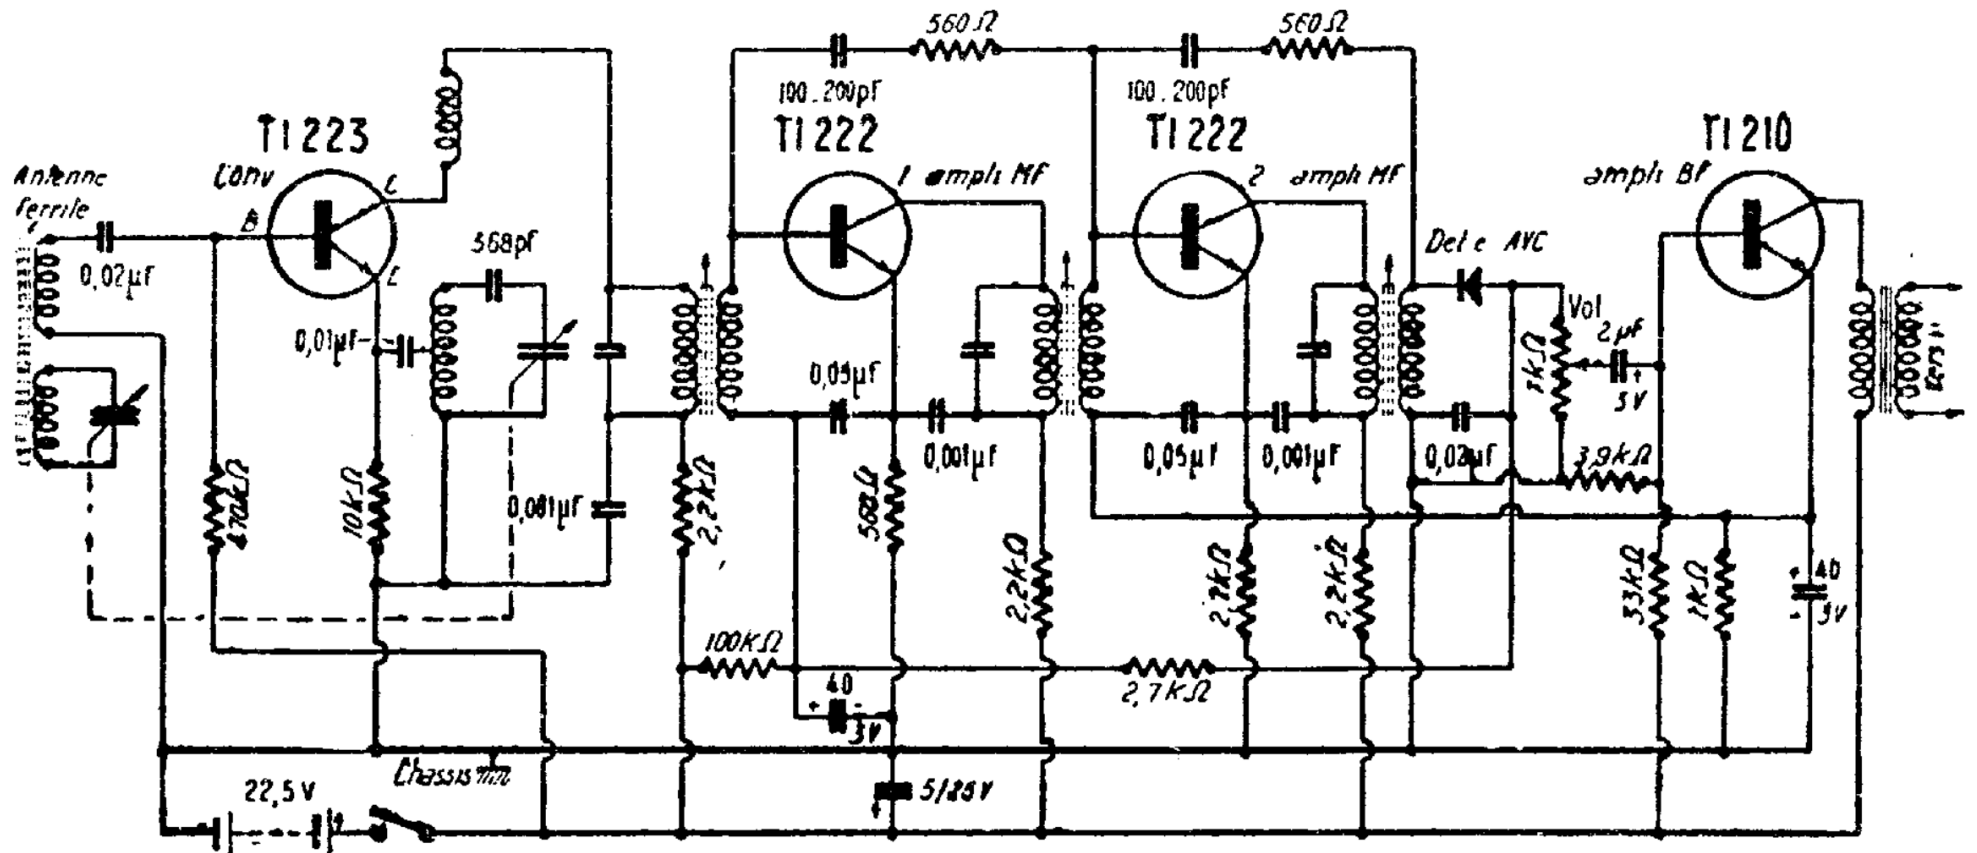 560Ω
560Ω
100-200pF
100-200pF
TI 223
TI 222
TI 222
TI 210
Antenne
Ferrite
Conv
C
1 ampli MF
2 ampli MF
ampli BF
B
E
568pf
Det e AVC
0,02µF
Vol
2µF
0,01µF
1kΩ
+
3V
0,05µF
0,001µF
0,05µF
0,001µF
0,02µF
3,9kΩ
470kΩ
10kΩ
0,001µF
2,2kΩ
560Ω
2,2kΩ
2,7kΩ
2,2kΩ
33kΩ
1kΩ
+ 40
- 3V
100kΩ
2,7kΩ
40
+ -
3V
Chassis
22,5V
5/25V
+
- +